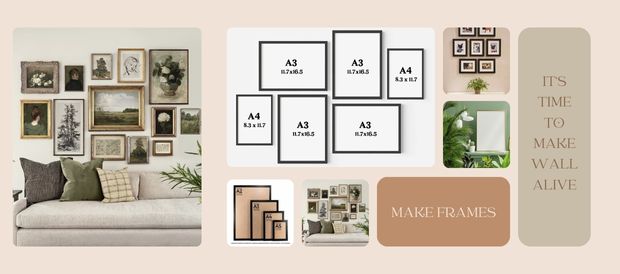 A3
11.7x16.5
A3
11.7x16.5
A4
8.3 x 11.7
A4
8.3 x 11.7
A3
11.7x16.5
A3
11.7x16.5
A2
A3
A4
A5
MAKE FRAMES
IT'S
TIME
TO
MAKE
WALL
ALIVE